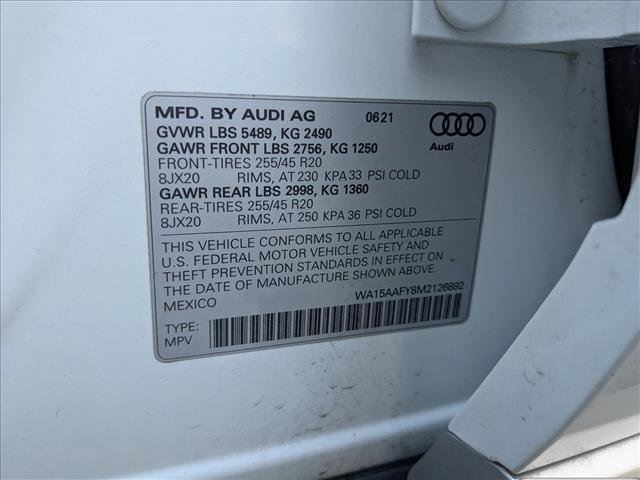 MFD. BY AUDI AG 0621
GVWR LBS 5489, KG 2490
GAWR FRONT LBS 2756, KG 1250
Audi
FRONT-TIRES 255/45 R20
8JX20 RIMS, AT 230 KPA 33 PSI COLD
GAWR REAR LBS 2998, KG 1360
REAR-TIRES 255/45 R20
8JX20 RIMS, AT 250 KPA 36 PSI COLD
THIS VEHICLE CONFORMS TO ALL APPLICABLE
U.S. FEDERAL MOTOR VEHICLE SAFETY AND
THEFT PREVENTION STANDARDS IN EFFECT ON
THE DATE OF MANUFACTURE SHOWN ABOVE.
MEXICO WA15AAFY8M2126892
TYPE:
MPV